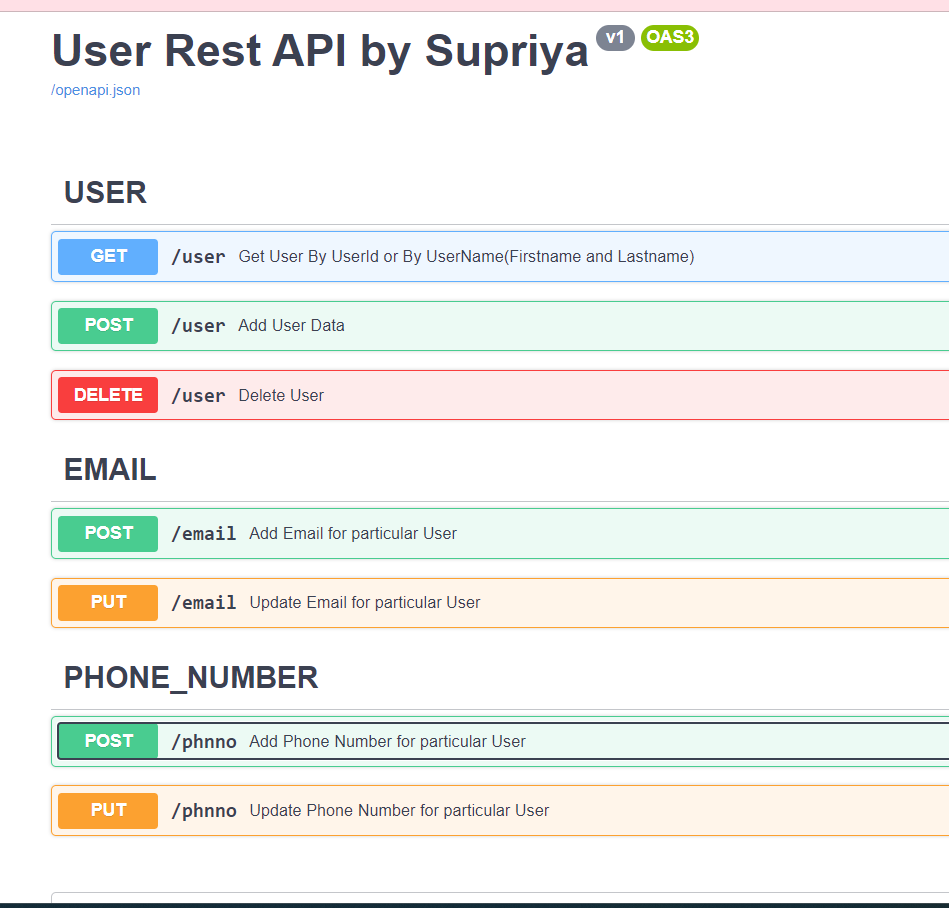 User Rest API by Supriya v1 OAS3
/openapi.json
USER
GET /user Get User By UserId or By UserName(Firstname and Lastname)
POST /user Add User Data
DELETE /user Delete User
EMAIL
POST /email Add Email for particular User
PUT /email Update Email for particular User
PHONE_NUMBER
POST /phnno Add Phone Number for particular User
PUT /phnno Update Phone Number for particular User